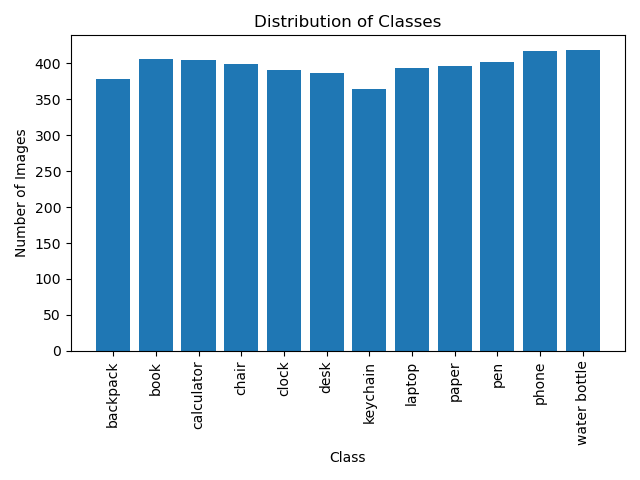 Distribution of Classes
Number of Images
400
350
300
250
200
150
100
50
0
backpack
book
calculator
chair
clock
desk
keychain
laptop
paper
pen
phone
water bottle
Class